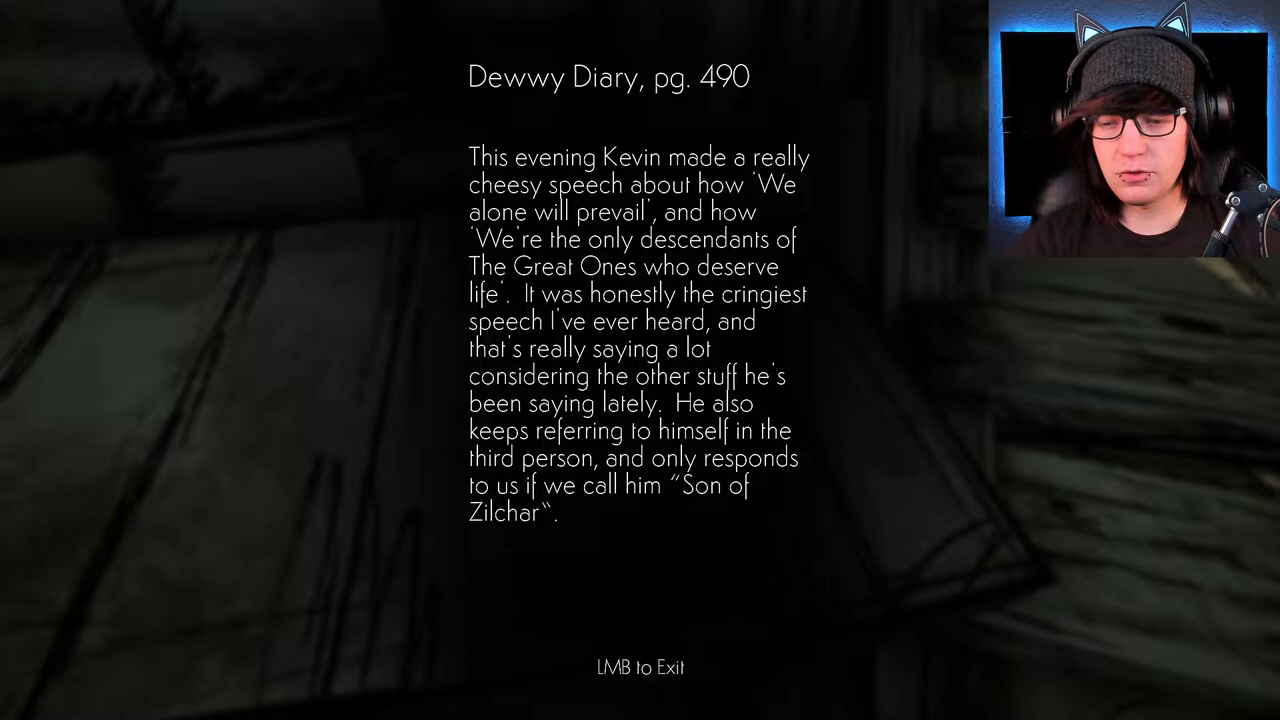 Dewwy Diary, pg. 490
This evening Kevin made a really
cheesy speech about how 'We
alone will prevail', and how
'We're the only descendants of
The Great Ones who deserve
life'.  It was honestly the cringiest
speech I've ever heard, and
that's really saying a lot
considering the other stuff he's
been saying lately.  He also
keeps referring to himself in the
third person, and only responds
to us if we call him "Son of
Zilchar".
LMB to Exit